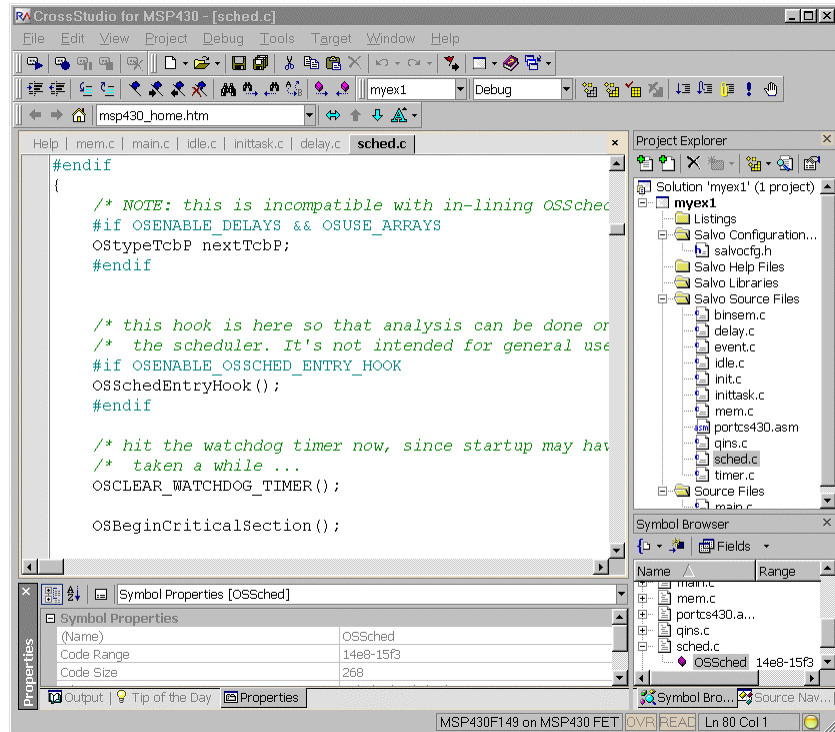 CrossStudio for MSP430 - [sched.c]
File Edit View Project Debug Tools Target Window Help
myex1 Debug
msp430_home.htm
Help | mem.c | main.c | idle.c | inittask.c | delay.c | sched.c
#endif
{
/* NOTE: this is incompatible with in-lining OSSched
#if OSENABLE_DELAYS && OSUSE_ARRAYS
OStypeTcbP nextTcbP;
#endif
/* this hook is here so that analysis can be done on
/* the scheduler. It's not intended for general use
#if OSENABLE_OSSCHED_ENTRY_HOOK
OSSchedEntryHook();
#endif
/* hit the watchdog timer now, since startup may hav
/* taken a while ...
OSCLEAR_WATCHDOG_TIMER();
OSBeginCriticalSection();
Project Explorer
Solution 'myex1' (1 project)
myex1
Listings
Salvo Configuration...
salvocfg.h
Salvo Help Files
Salvo Libraries
Salvo Source Files
binsem.c
delay.c
event.c
idle.c
init.c
inittask.c
mem.c
portcs430.asm
qins.c
sched.c
timer.c
Source Files
main.c
Symbol Browser
Fields
Name Range
main.c
mem.c
portcs430.a...
qins.c
sched.c
OSSched 14e8-15f3
Symbol Bro... Source Nav...
Properties
Symbol Properties [OSSched]
Symbol Properties
(Name) OSSched
Code Range 14e8-15f3
Code Size 268
Output | Tip of the Day Properties
MSP430F149 on MSP430 FET OVR READ Ln 80 Col 1